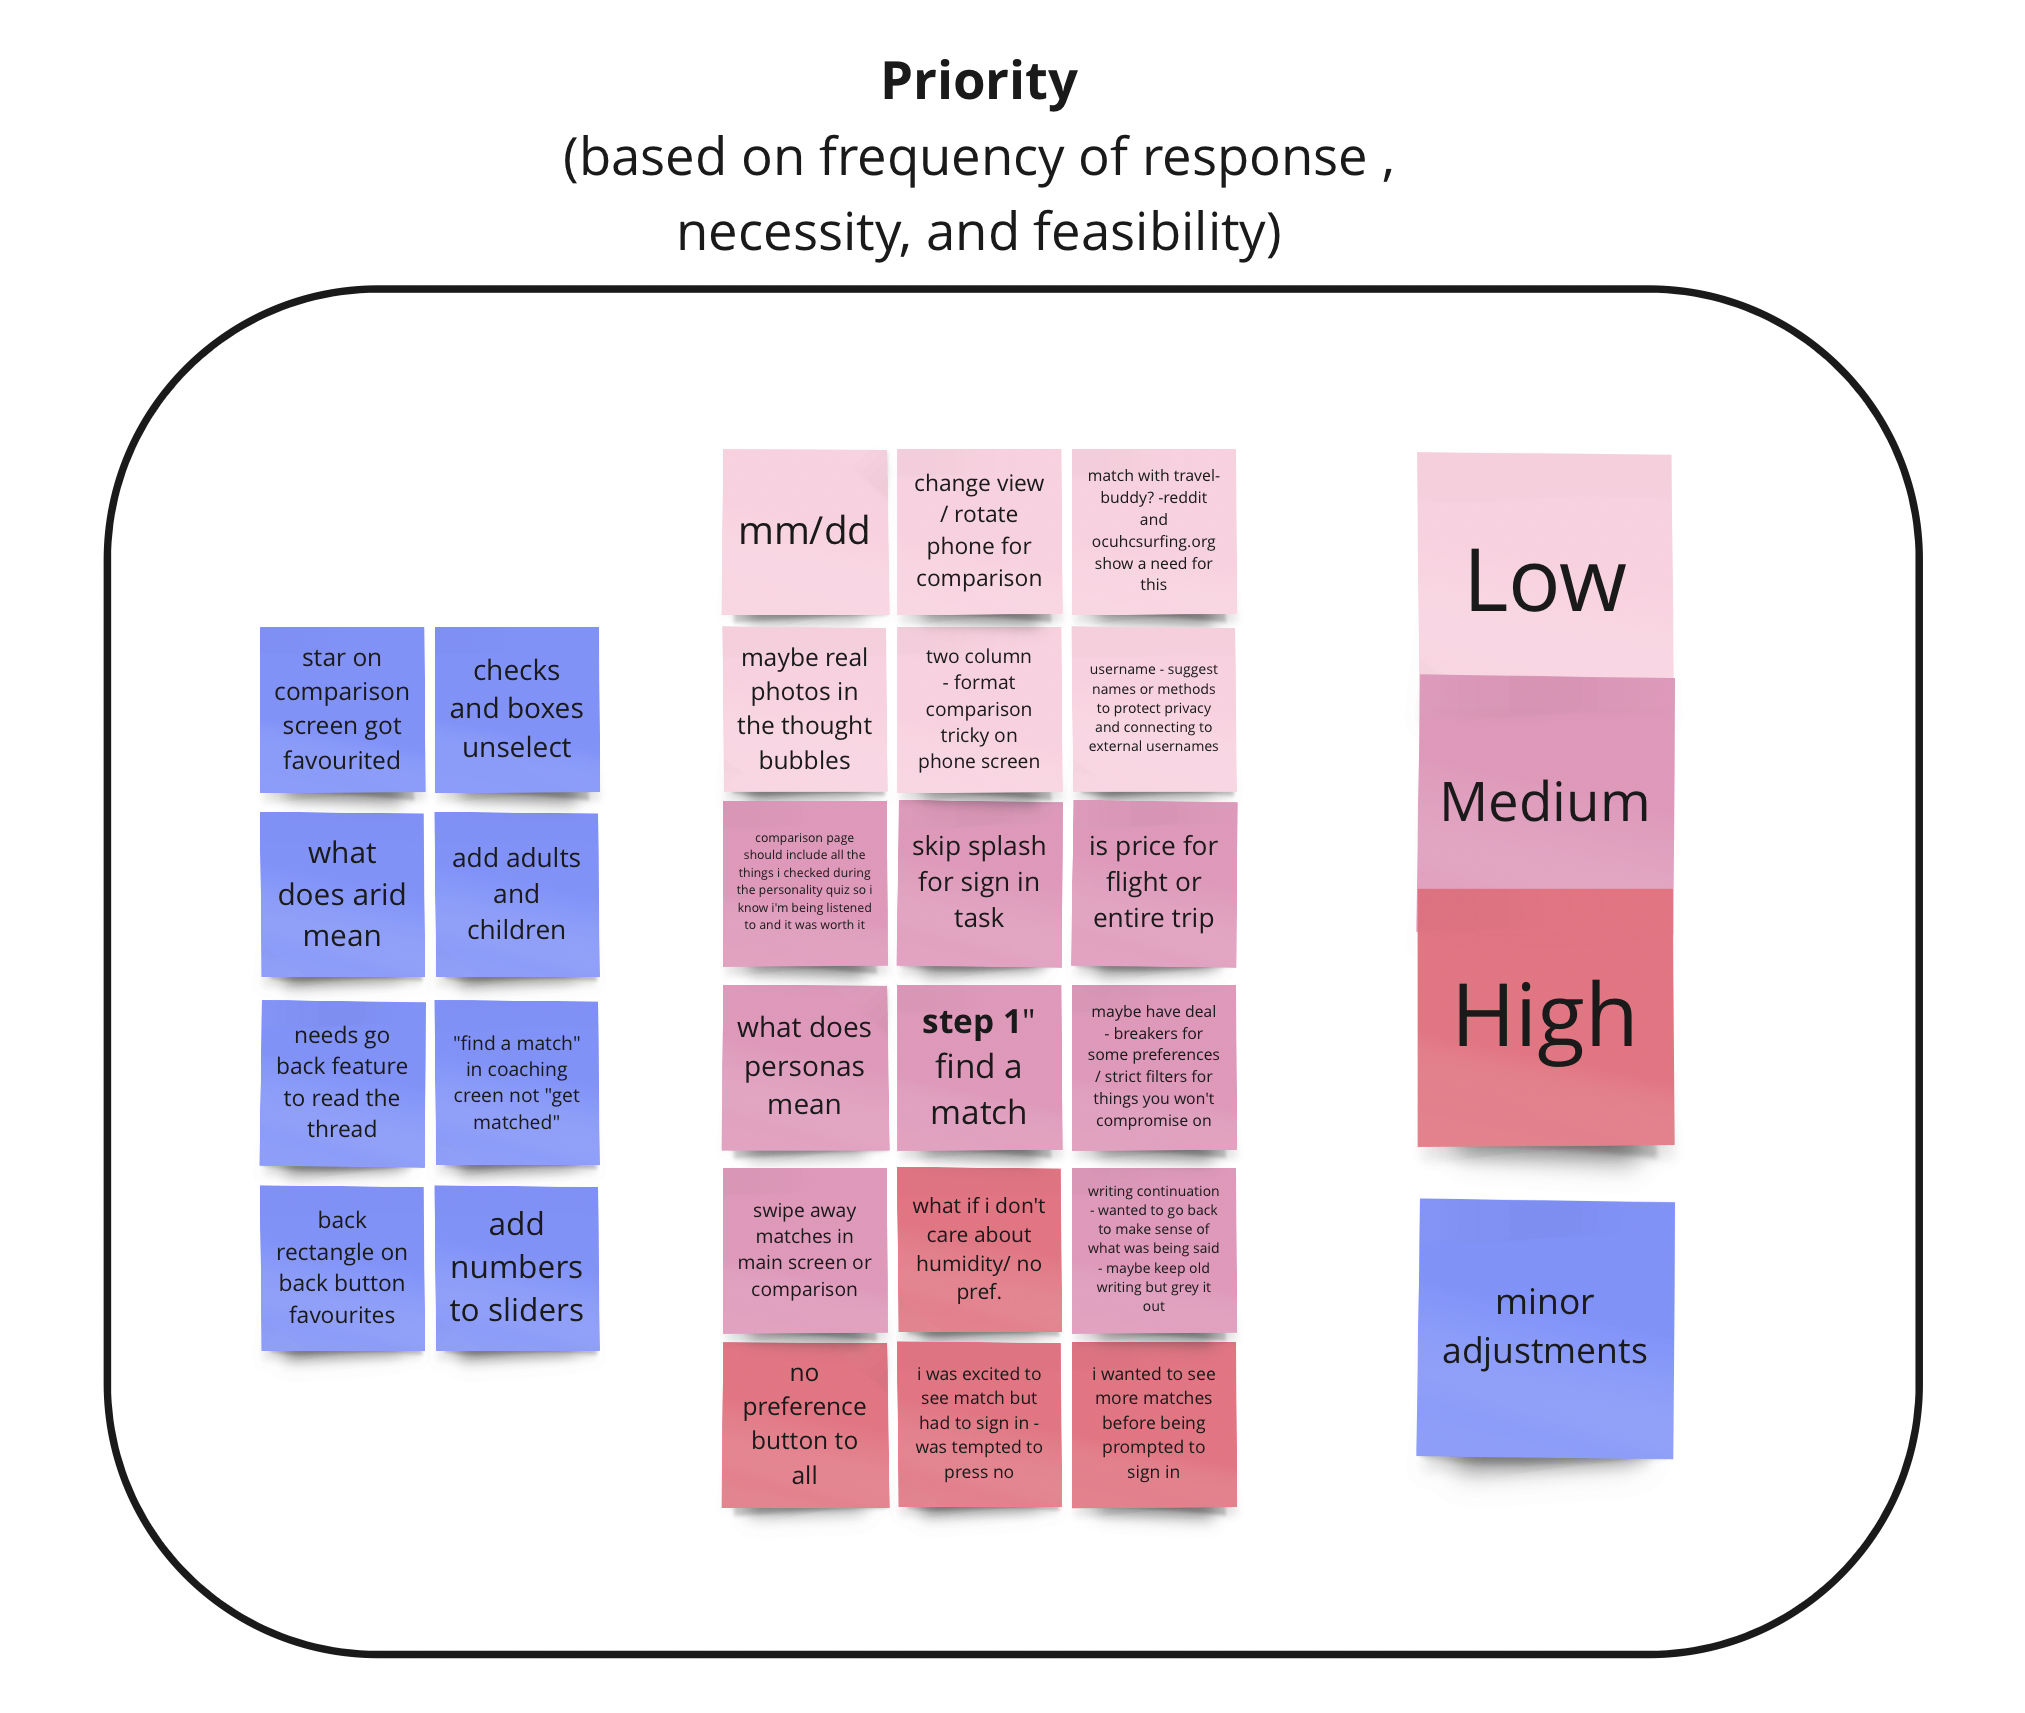 Priority
(based on frequency of response ,
necessity, and feasibility)
star on
comparison
screen got
favourited
checks
and boxes
unselect
what
does arid
mean
add adults
and
children
needs go
back feature
to read the
thread
"find a match"
in coaching
creen not "get
matched"
back
rectangle on
back button
favourites
add
numbers
to sliders
mm/dd
change view
/ rotate
phone for
comparison
match with travel-
buddy? -reddit
and
ocuhcsurfing.org
show a need for
this
maybe real
photos in
the thought
bubbles
two column
- format
comparison
tricky on
phone screen
username - suggest
names or methods
to protect privacy
and connecting to
external usernames
comparison page
should include all the
things i checked during
the personality quiz so i
know i'm being listened
to and it was worth it
skip splash
for sign in
task
is price for
flight or
entire trip
what does
personas
mean
step 1"
find a
match
maybe have deal
- breakers for
some preferences
/ strict filters for
things you won't
compromise on
swipe away
matches in
main screen or
comparison
what if i don't
care about
humidity/ no
pref.
writing continuation
- wanted to go back
to make sense of
what was being said
- maybe keep old
writing but grey it
out
no
preference
button to
all
i was excited to
see match but
had to sign in -
was tempted to
press no
i wanted to see
more matches
before being
prompted to
sign in
Low
Medium
High
minor
adjustments